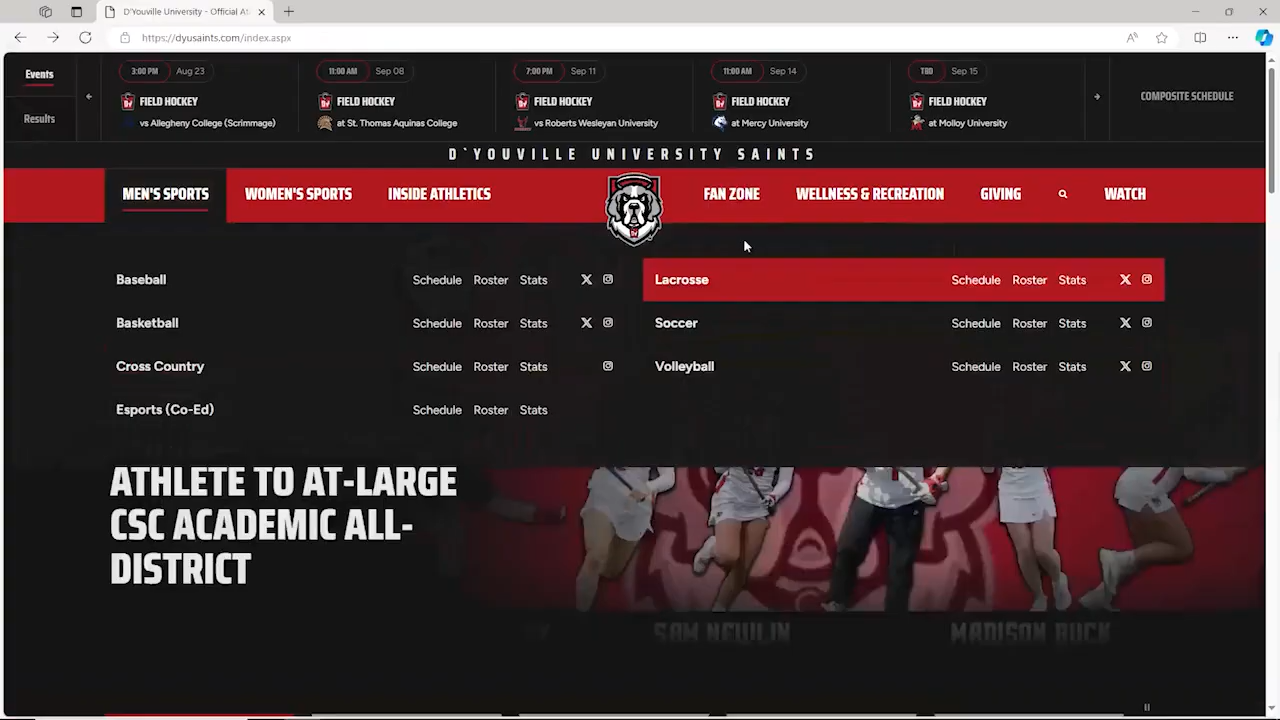 D'Youville University - Official At
https://dyusaints.com/index.aspx
Events
Results
3:00 PM Aug 23
FIELD HOCKEY
vs Allegheny College (Scrimmage)
11:00 AM Sep 08
FIELD HOCKEY
at St. Thomas Aquinas College
7:00 PM Sep 11
FIELD HOCKEY
vs Roberts Wesleyan University
11:00 AM Sep 14
FIELD HOCKEY
at Mercy University
TBD Sep 15
FIELD HOCKEY
at Molloy University
COMPOSITE SCHEDULE
D`YOUVILLE UNIVERSITY SAINTS
MEN'S SPORTS WOMEN'S SPORTS INSIDE ATHLETICS FAN ZONE WELLNESS & RECREATION GIVING WATCH
Baseball Schedule Roster Stats
Basketball Schedule Roster Stats
Cross Country Schedule Roster Stats
Esports (Co-Ed) Schedule Roster Stats
Lacrosse Schedule Roster Stats
Soccer Schedule Roster Stats
Volleyball Schedule Roster Stats
ATHLETE TO AT-LARGE
CSC ACADEMIC ALL-
DISTRICT
SAM NEWLIN
MADISON BUCK